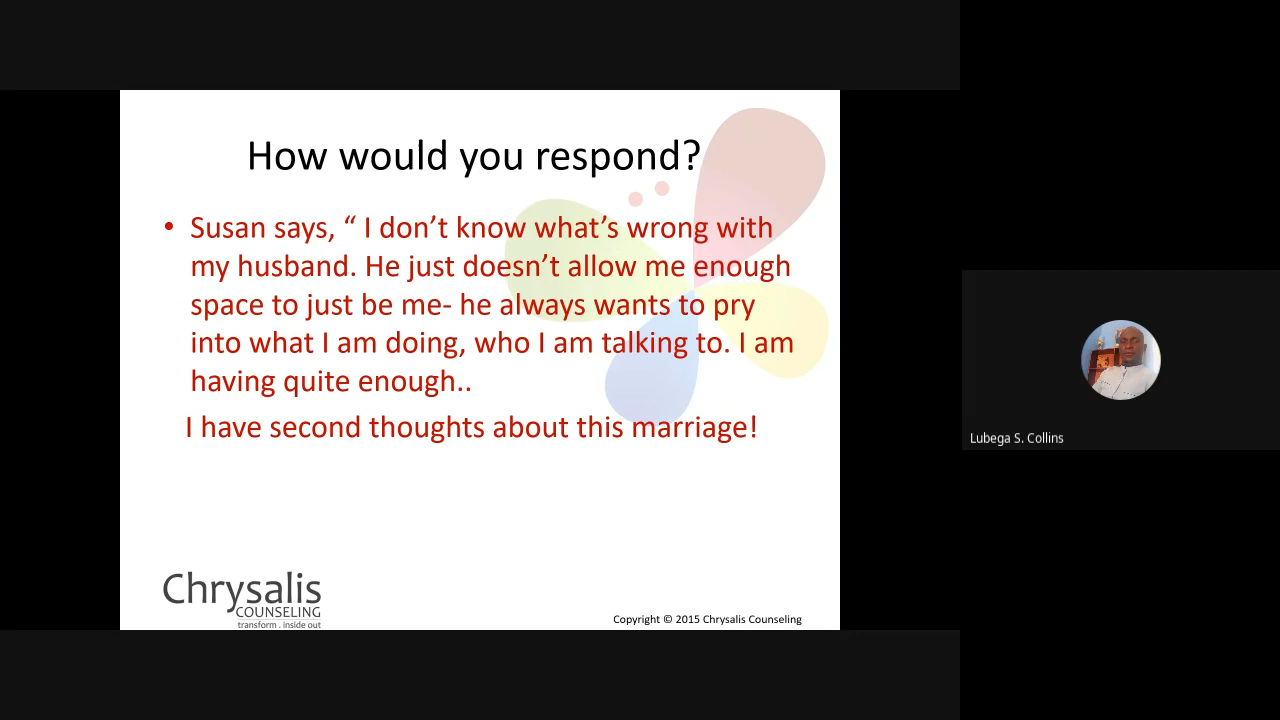 How would you respond?
• Susan says, “ I don’t know what’s wrong with
my husband. He just doesn’t allow me enough
space to just be me- he always wants to pry
into what I am doing, who I am talking to. I am
having quite enough..
I have second thoughts about this marriage!
Lubega S. Collins
Chrysalis
COUNSELING
transform . inside out
Copyright © 2015 Chrysalis Counseling